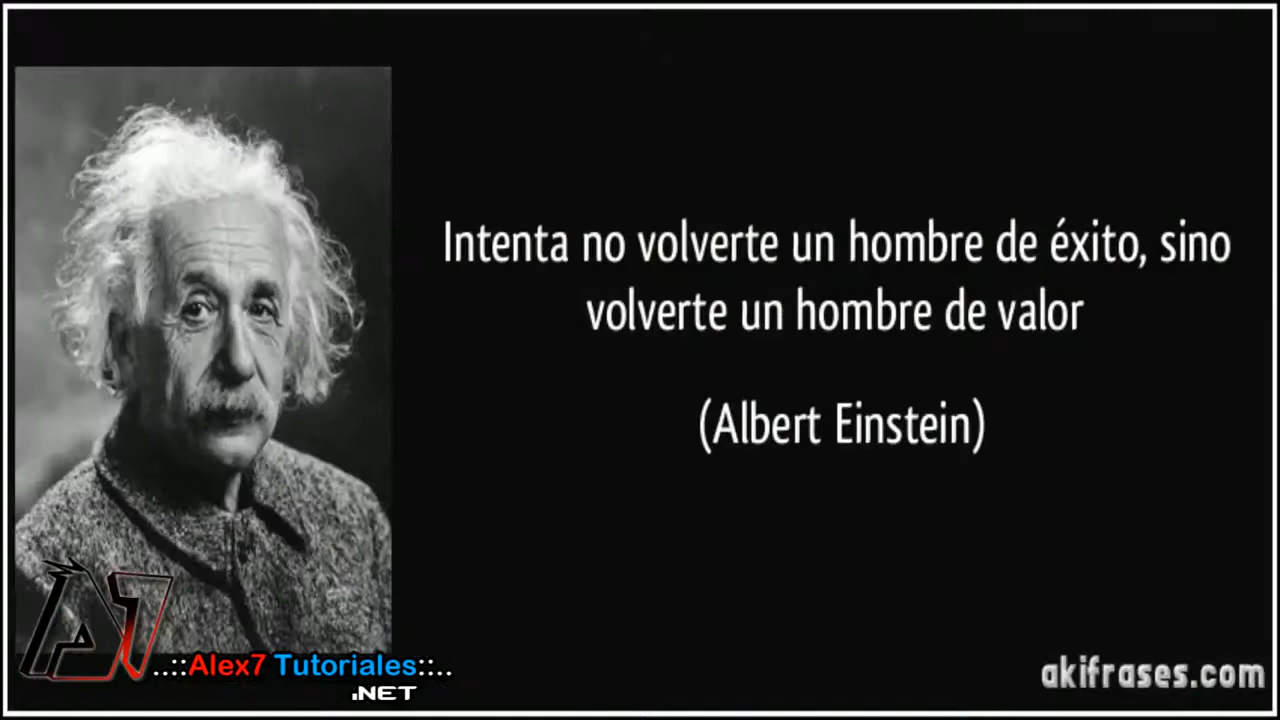 Intenta no volverte un hombre de éxito, sino
volverte un hombre de valor
(Albert Einstein)
A7
..::Alex7 Tutoriales::..
.NET
akifrases.com